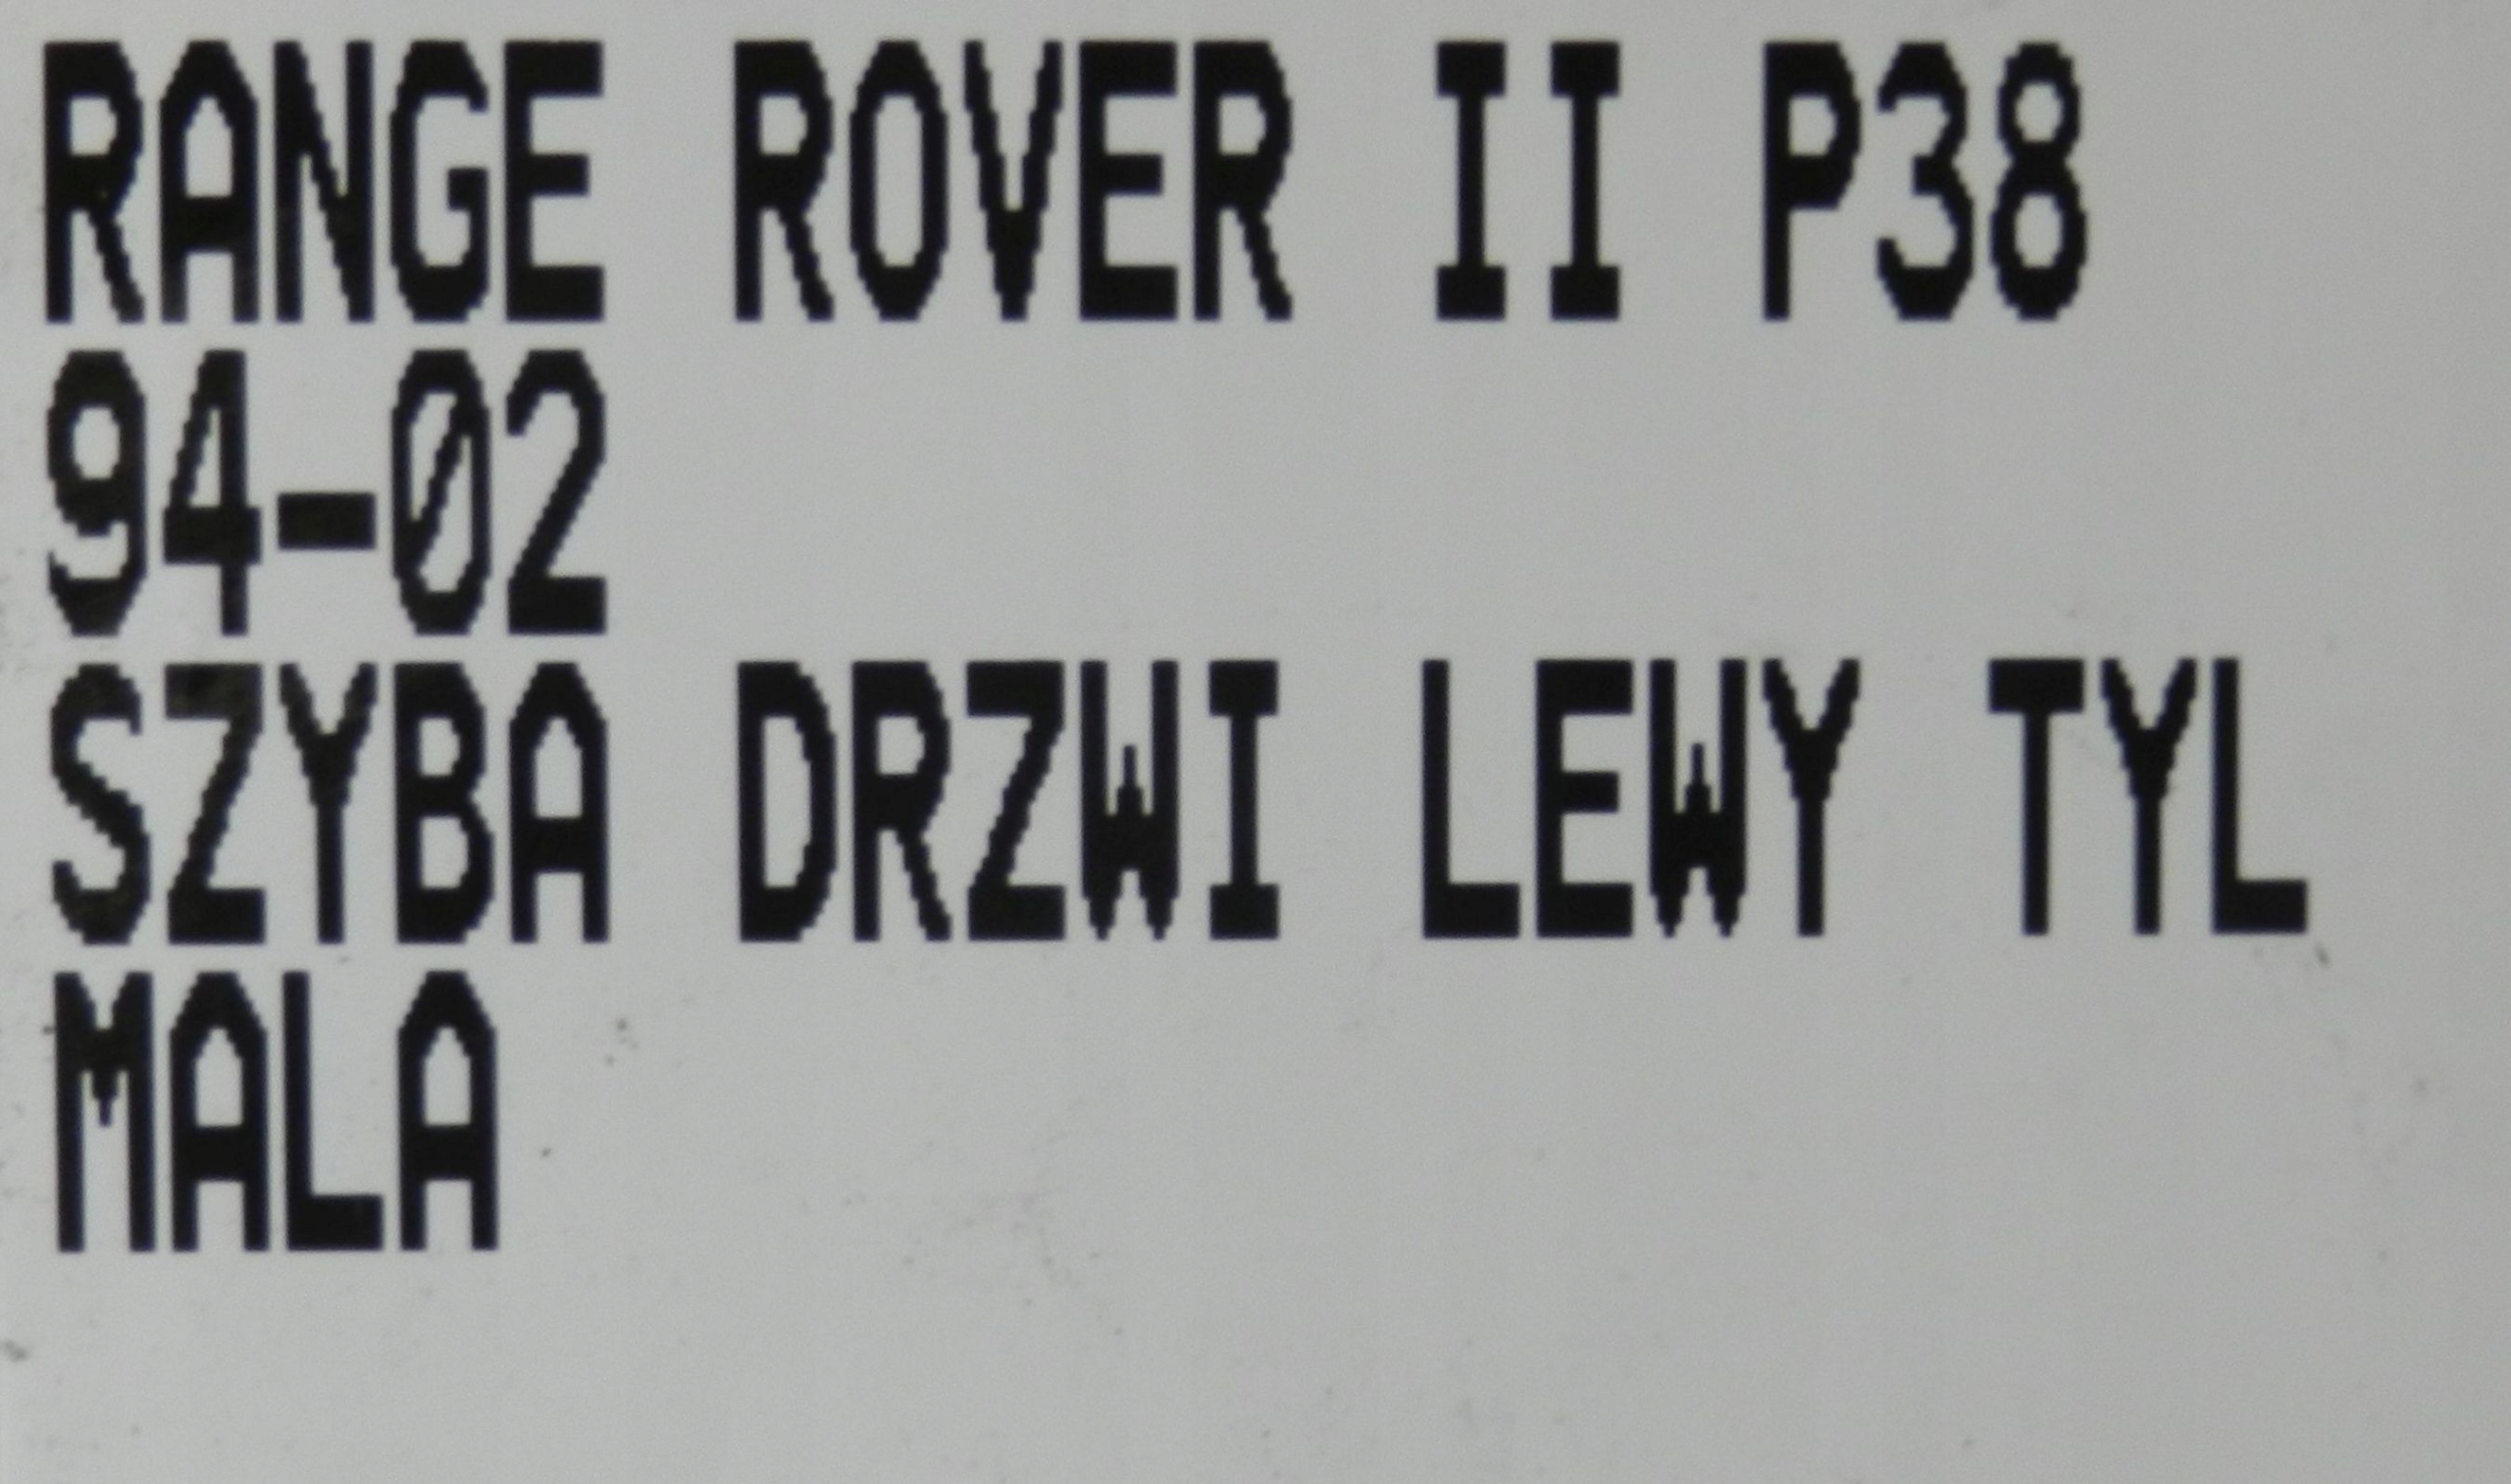 RANGE ROVER II P38
94-02
SZYBA DRZWI LEWY TYL
MALA